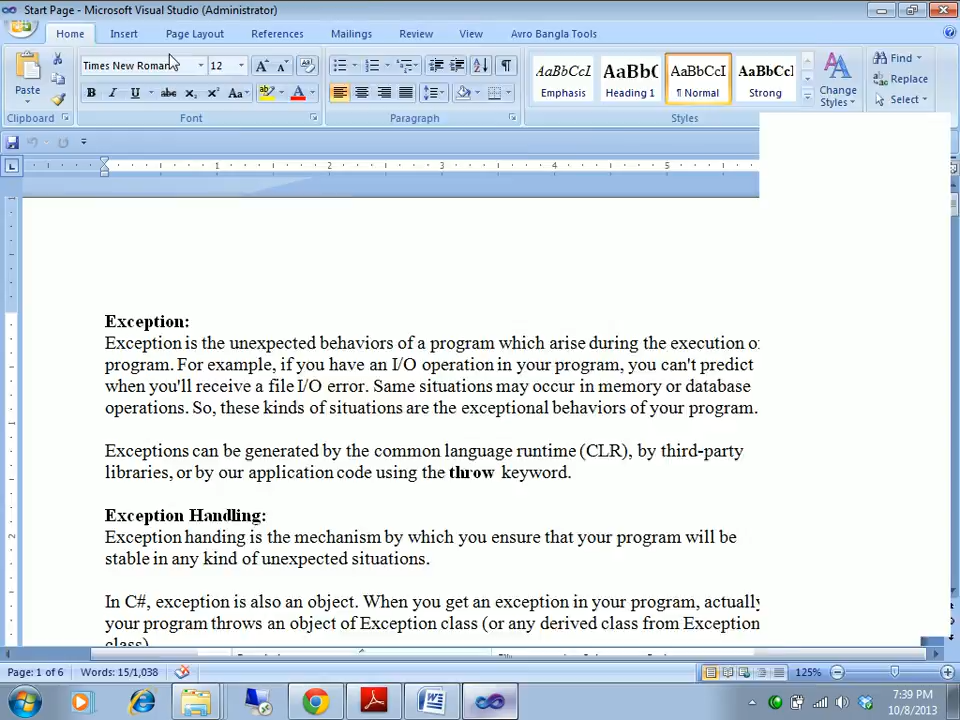 Start Page - Microsoft Visual Studio (Administrator)
Home Insert Page Layout References Mailings Review View Avro Bangla Tools
Times New Roman 12
AaBbCcI AaBbC AaBbCcI AaBbCcI
Find
Replace
Select
Paste
Emphasis Heading 1 ¶ Normal Strong
Change
Styles
Clipboard Font Paragraph Styles
1 2 3 4 5
Exception:
Exception is the unexpected behaviors of a program which arise during the execution
program. For example, if you have an I/O operation in your program, you can't predict
when you'll receive a file I/O error. Same situations may occur in memory or database
operations. So, these kinds of situations are the exceptional behaviors of your program.
Exceptions can be generated by the common language runtime (CLR), by third-party
libraries, or by our application code using the throw keyword.
Exception Handling:
Exception handing is the mechanism by which you ensure that your program will be
stable in any kind of unexpected situations.
In C#, exception is also an object. When you get an exception in your program, actually
your program throws an object of Exception class (or any derived class from Exception
class)
Page: 1 of 6 Words: 15/1,038 125%
7:39 PM
10/8/2013